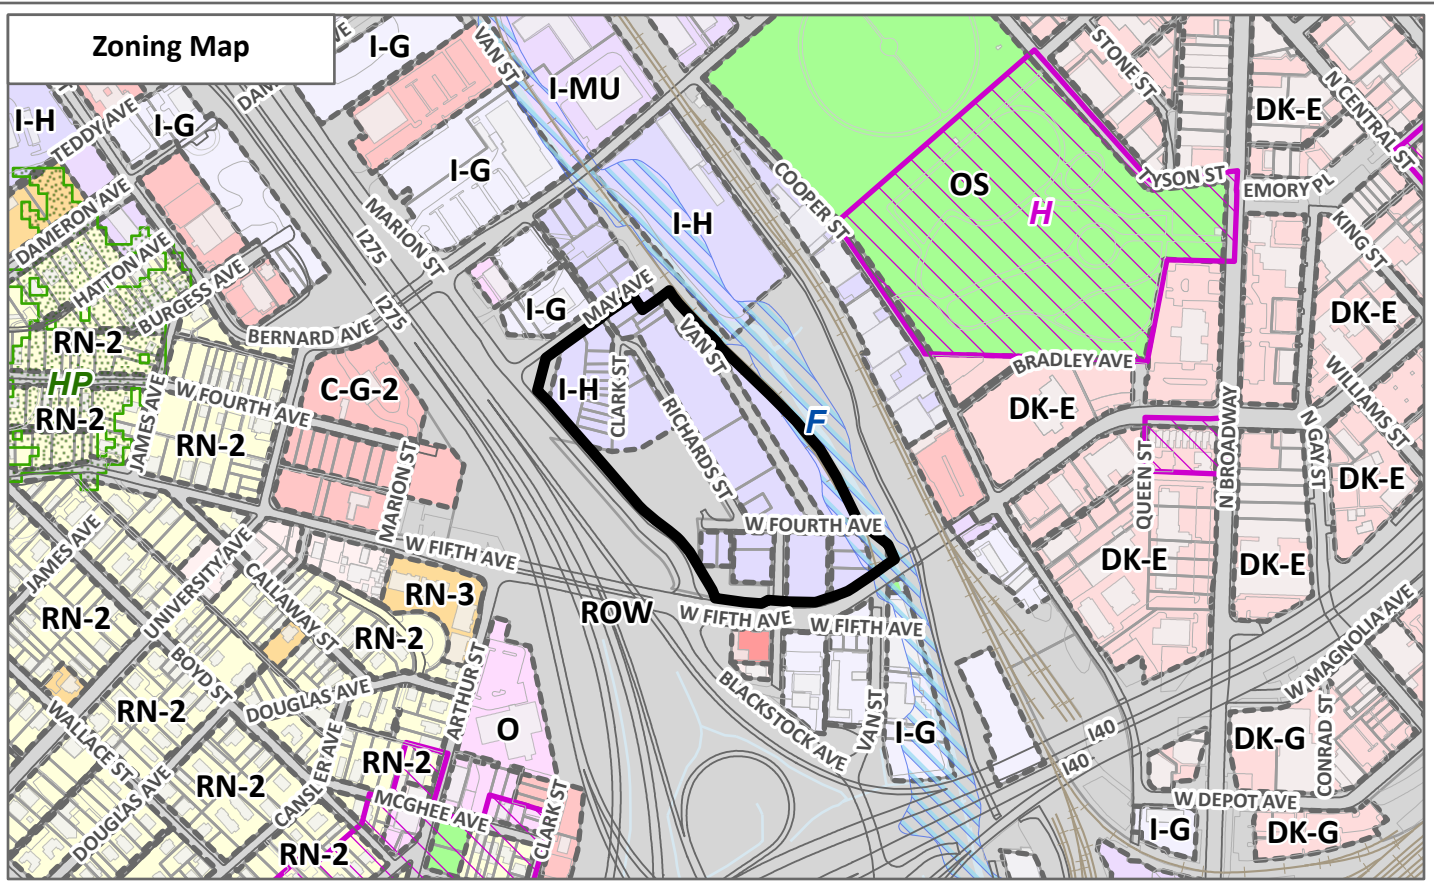 Zoning Map
AVE
DAM
VAN ST
I-G
I-MU
STONE ST
N CENTRAL ST
DK-E
I-H
TEDDY AVE
I-G
I-G
COOPER ST
OS
H
TYSON ST
EMORY PL
DAMERON AVE
MARION ST
I275
I-H
KING ST
HATTON AVE
BURGESS AVE
I275
I-G
MAY AVE
DK-E
RN-2
BERNARD AVE
VAN ST
BRADLEY AVE
HP
RN-2
JAMES AVE
W FOURTH AVE
C-G-2
I-H
CLARK ST
RICHARDS ST
F
DK-E
N BROADWAY
WILLIAMS ST
RN-2
MARION ST
QUEEN ST
N GAY ST
DK-E
W FOURTH AVE
JAMES AVE
UNIVERSITY AVE
W FIFTH AVE
DK-E
DK-E
CALLAWAY ST
RN-3
ROW
W FIFTH AVE
W FIFTH AVE
RN-2
RN-2
BOYD ST
DOUGLAS AVE
ARTHUR ST
O
BLACKSTOCK AVE
VAN ST
I-G
W MAGNOLIA AVE
RN-2
WALLACE ST
RN-2
I40
I40
DK-G
CONRAD ST
RN-2
CANSLER AVE
DOUGLAS AVE
MCGHEE AVE
CLARK ST
W DEPOT AVE
I-G
DK-G
RN-2